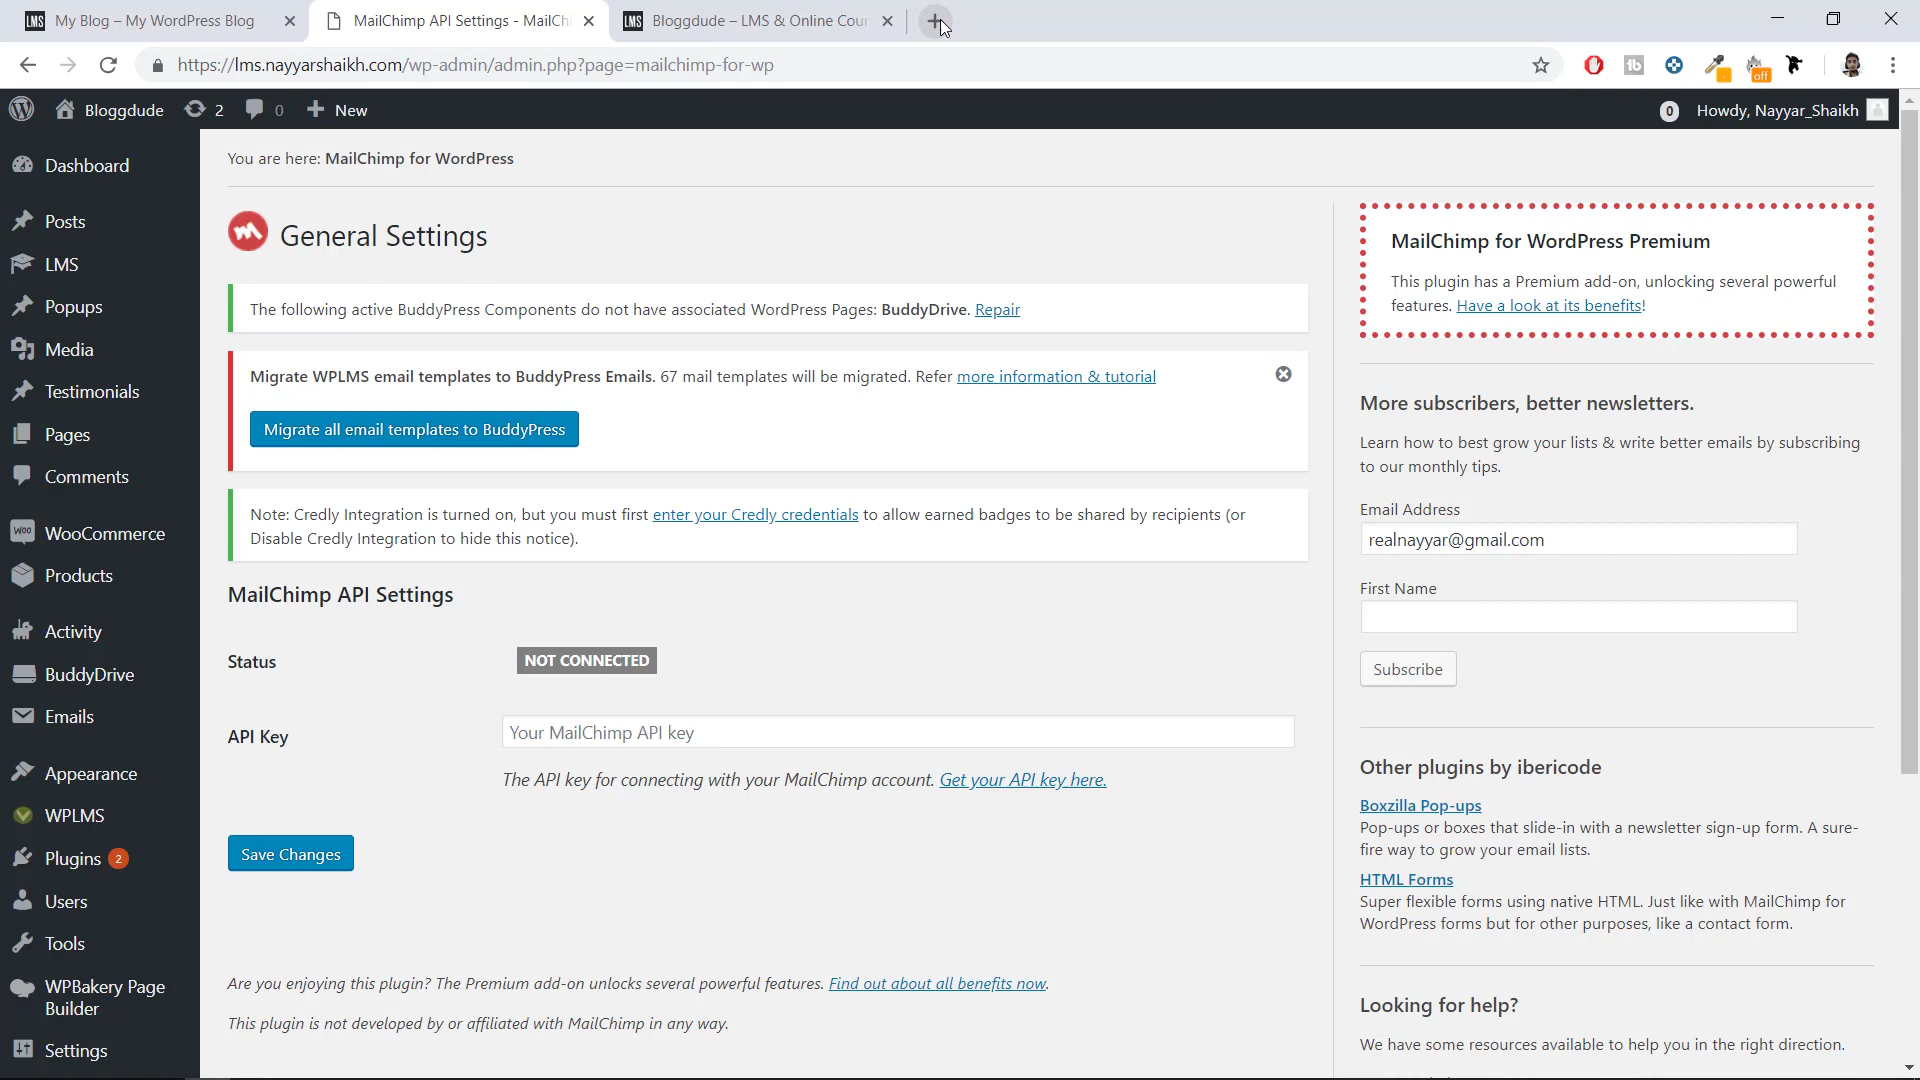 My Blog – My WordPress Blog
MailChimp API Settings - MailCh
Bloggdude – LMS & Online Cour
https://lms.nayyarshaikh.com/wp-admin/admin.php?page=mailchimp-for-wp
off
Bloggdude
2
0
New
0
Howdy, Nayyar_Shaikh
Dashboard
Posts
LMS
Popups
Media
Testimonials
Pages
Comments
WooCommerce
Products
Activity
BuddyDrive
Emails
Appearance
WPLMS
Plugins 2
Users
Tools
WPBakery Page
Builder
Settings
You are here: MailChimp for WordPress
General Settings
The following active BuddyPress Components do not have associated WordPress Pages: BuddyDrive. Repair
Migrate WPLMS email templates to BuddyPress Emails. 67 mail templates will be migrated. Refer more information & tutorial
Migrate all email templates to BuddyPress
Note: Credly Integration is turned on, but you must first enter your Credly credentials to allow earned badges to be shared by recipients (or
Disable Credly Integration to hide this notice).
MailChimp API Settings
Status
NOT CONNECTED
API Key
Your MailChimp API key
The API key for connecting with your MailChimp account. Get your API key here.
Save Changes
Are you enjoying this plugin? The Premium add-on unlocks several powerful features. Find out about all benefits now.
This plugin is not developed by or affiliated with MailChimp in any way.
MailChimp for WordPress Premium
This plugin has a Premium add-on, unlocking several powerful
features. Have a look at its benefits!
More subscribers, better newsletters.
Learn how to best grow your lists & write better emails by subscribing
to our monthly tips.
Email Address
realnayyar@gmail.com
First Name
Subscribe
Other plugins by ibericode
Boxzilla Pop-ups
Pop-ups or boxes that slide-in with a newsletter sign-up form. A sure-
fire way to grow your email lists.
HTML Forms
Super flexible forms using native HTML. Just like with MailChimp for
WordPress forms but for other purposes, like a contact form.
Looking for help?
We have some resources available to help you in the right direction.